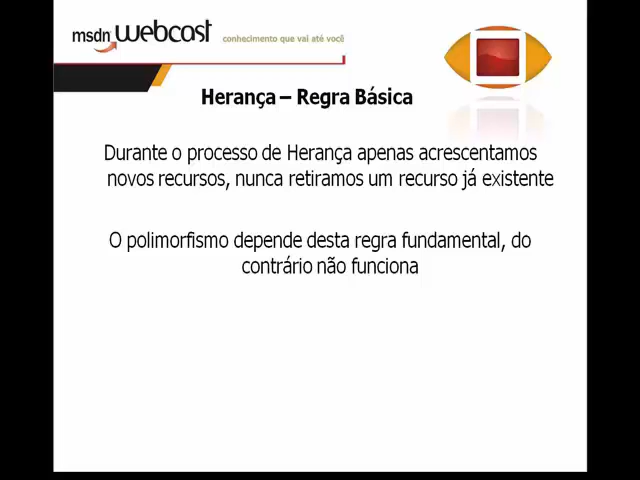 msdn webcast conhecimento que vai até você
Herança – Regra Básica
Durante o processo de Herança apenas acrescentamos
novos recursos, nunca retiramos um recurso já existente
O polimorfismo depende desta regra fundamental, do
contrário não funciona